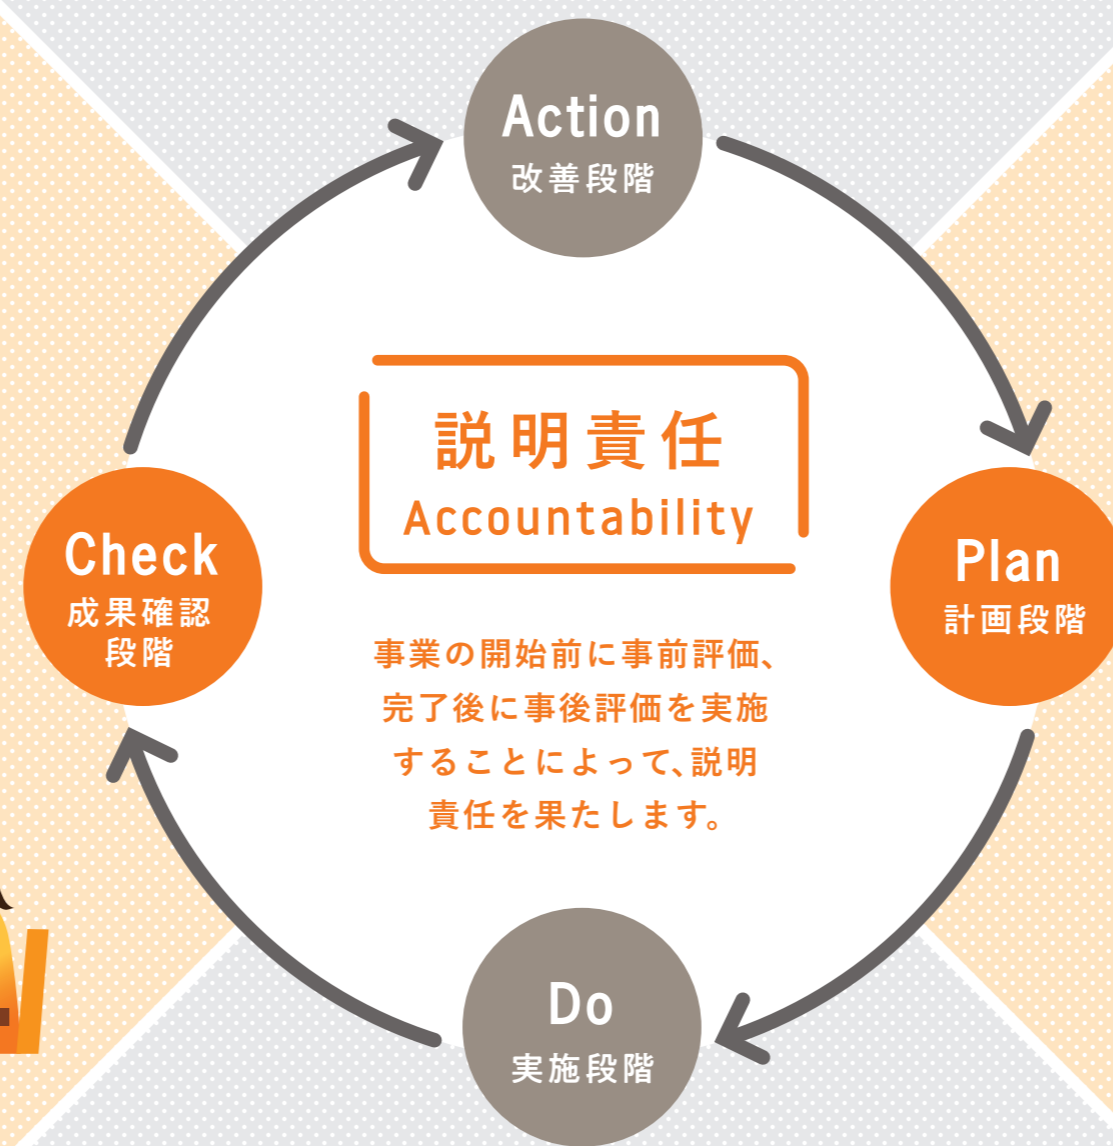 Action
改善段階
説明責任
Accountability
Check
成果確認
段階
Plan
計画段階
事業の開始前に事前評価、
完了後に事後評価を実施
することによって、説明
責任を果たします。
Do
実施段階